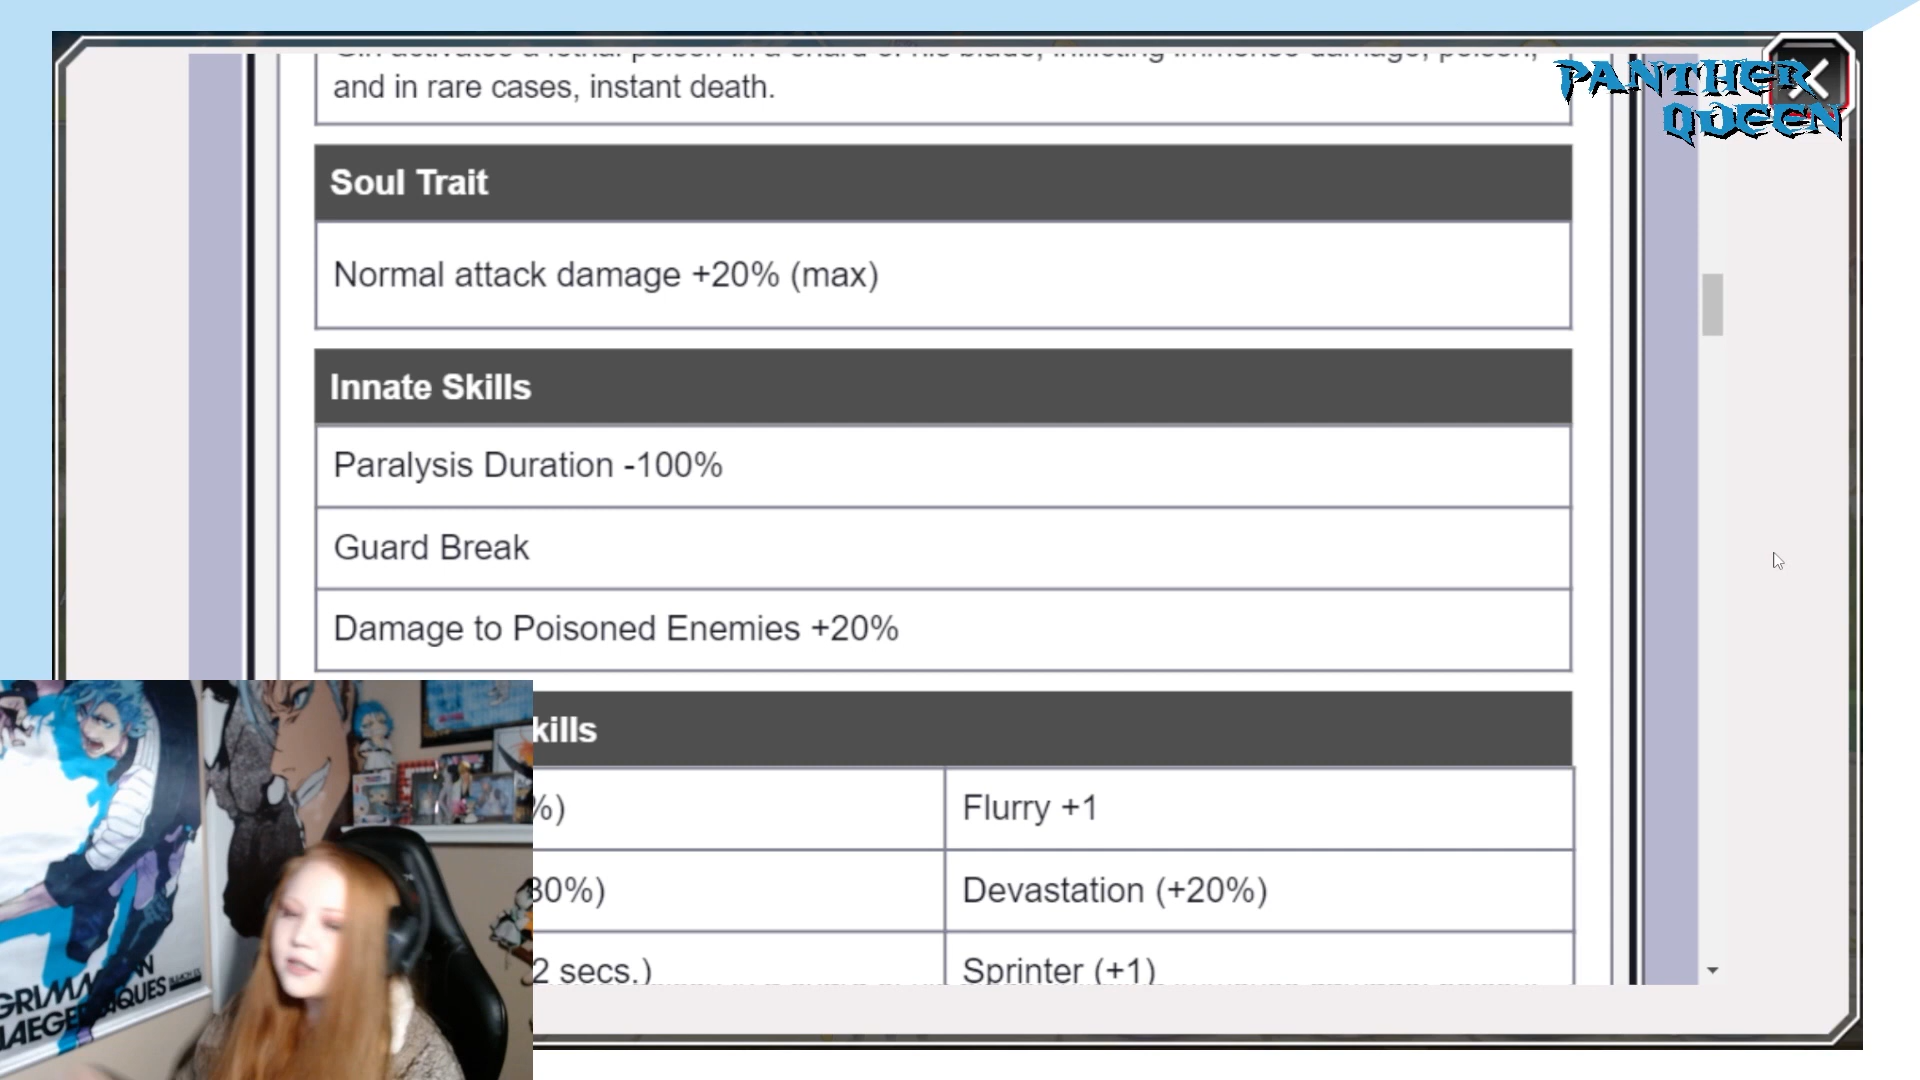 and in rare cases, instant death.
PANTHER
QUEEN
Soul Trait
Normal attack damage +20% (max)
Innate Skills
Paralysis Duration -100%
Guard Break
Damage to Poisoned Enemies +20%
kills
%)
Flurry +1
30%)
Devastation (+20%)
2 secs.)
Sprinter (+1)